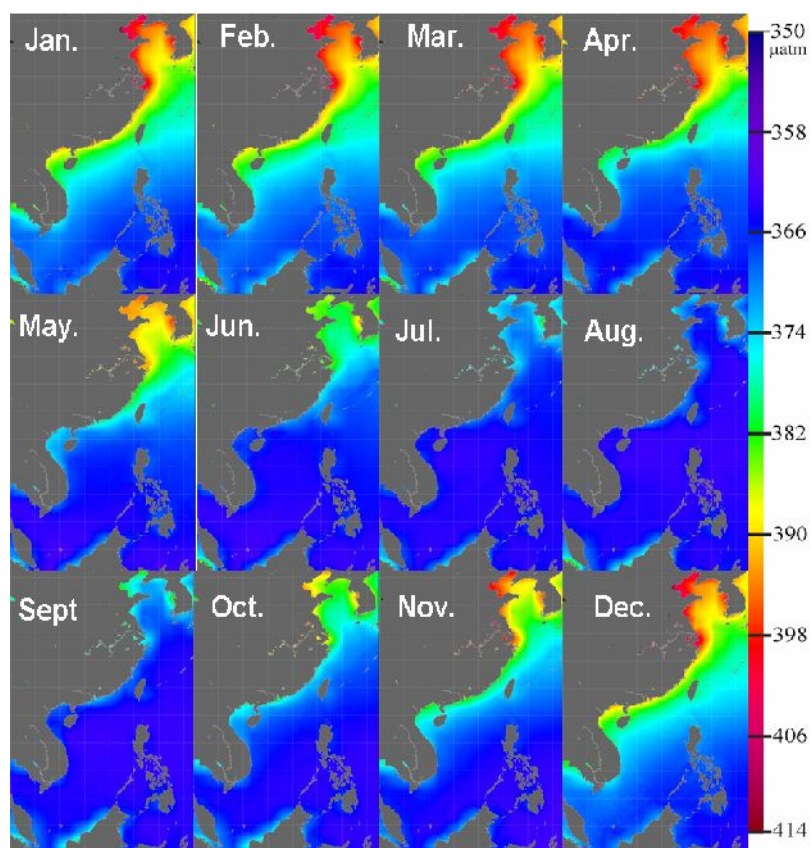 Jan.
Feb.
Mar.
Apr.
350
µatm
358
366
May.
Jun.
Jul.
Aug.
374
382
390
Sept
Oct.
Nov.
Dec.
398
406
414